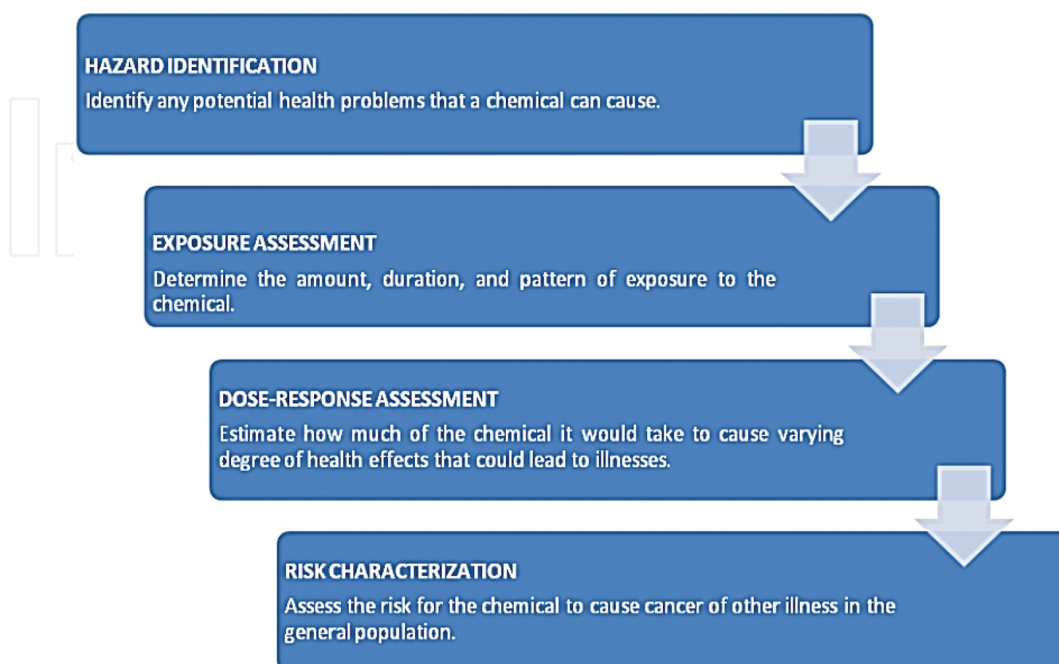 HAZARD IDENTIFICATION
Identify any potential health problems that a chemical can cause.
EXPOSURE ASSESSMENT
Determine the amount, duration, and pattern of exposure to the
chemical.
DOSE-RESPONSE ASSESSMENT
Estimate how much of the chemical it would take to cause varying
degree of health effects that could lead to illnesses.
RISK CHARACTERIZATION
Assess the risk for the chemical to cause cancer of other illness in the
general population.